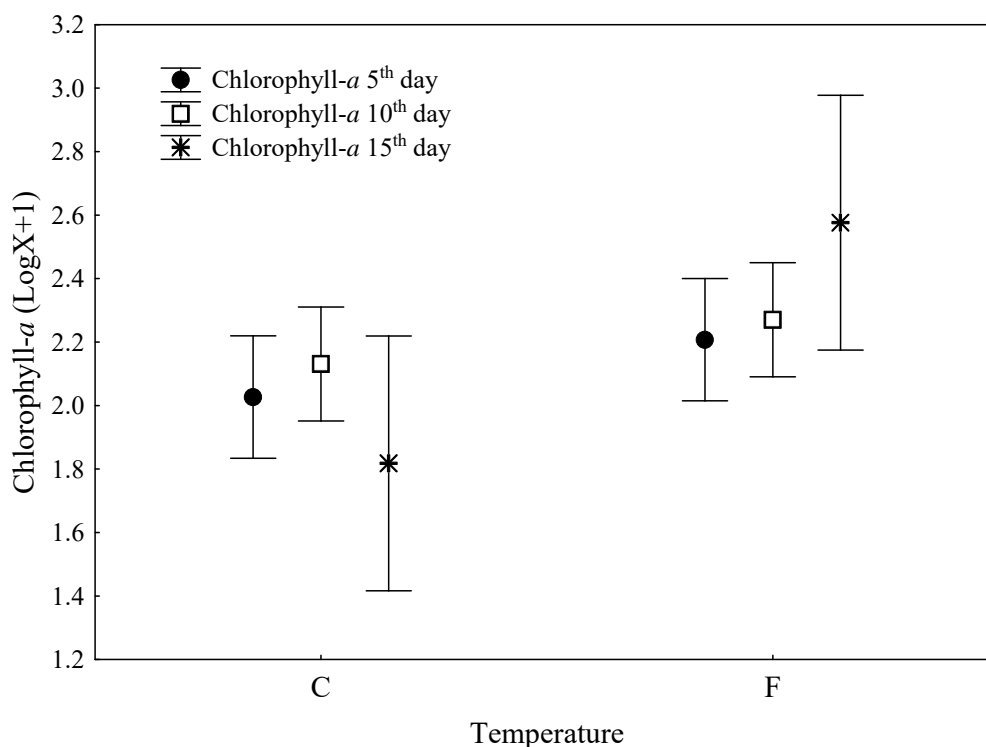 3.2
3.0
2.8
2.6
2.4
2.2
2.0
1.8
1.6
1.4
1.2
Chlorophyll-a (LogX+1)
Chlorophyll-a 5th day
Chlorophyll-a 10th day
Chlorophyll-a 15th day
C F
Temperature